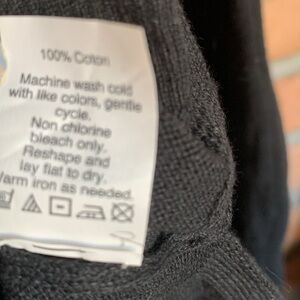 100% Coton
Machine wash cold
with like colors, gentle
cycle.
Non chlorine
bleach only.
Reshape and
lay flat to dry.
Warm iron as needed.